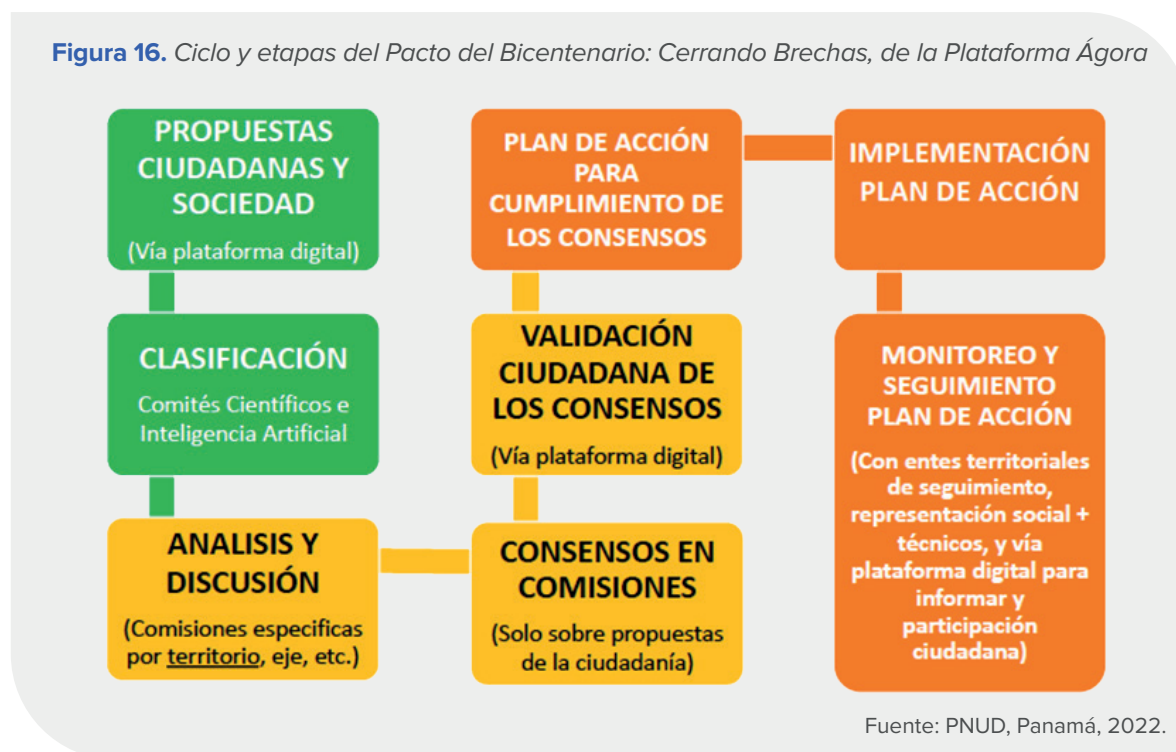 Figura 16. Ciclo y etapas del Pacto del Bicentenario: Cerrando Brechas, de la Plataforma Ágora
PROPUESTAS
CIUDADANAS Y
SOCIEDAD
(Vía plataforma digital)
CLASIFICACIÓN
Comités Científicos e
Inteligencia Artificial
ANALISIS Y
DISCUSIÓN
(Comisiones especificas
por territorio, eje, etc.)
CONSENSOS EN
COMISIONES
(Solo sobre propuestas
de la ciudadanía)
VALIDACIÓN
CIUDADANA DE
LOS CONSENSOS
(Vía plataforma digital)
PLAN DE ACCIÓN
PARA
CUMPLIMIENTO DE
LOS CONSENSOS
IMPLEMENTACIÓN
PLAN DE ACCIÓN
MONITOREO Y
SEGUIMIENTO
PLAN DE ACCIÓN
(Con entes territoriales
de seguimiento,
representación social +
técnicos, y vía
plataforma digital para
informar y
participación
ciudadana)
Fuente: PNUD, Panamá, 2022.